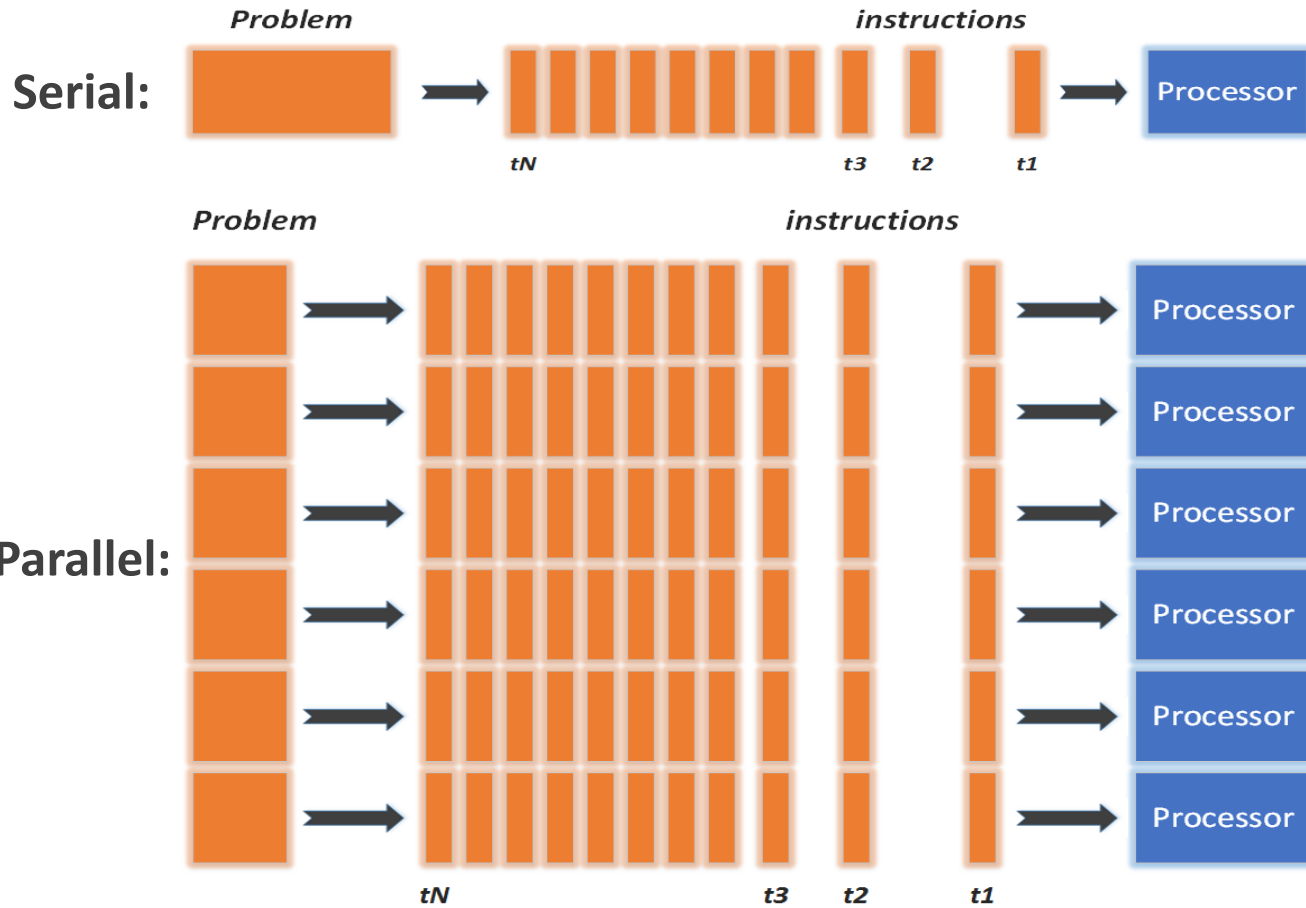 Problem instructions
Serial: Processor
tN t3 t2 t1
Problem instructions
Processor
Processor
Processor
Parallel:
Processor
Processor
Processor
tN t3 t2 t1